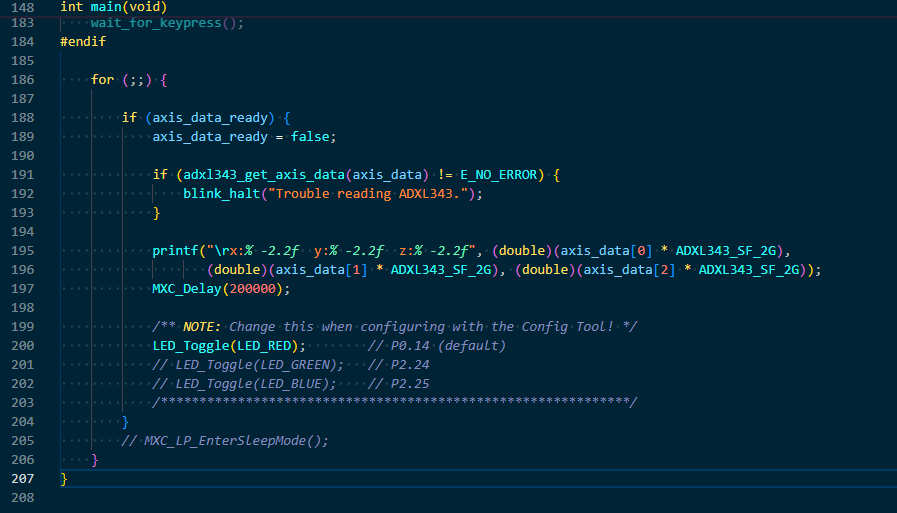 148 int main(void)
183 wait_for_keypress();
184 #endif
185
186 for (;;) {
187
188 if (axis_data_ready) {
189 axis_data_ready = false;
190
191 if (adxl343_get_axis_data(axis_data) != E_NO_ERROR) {
192 blink_halt("Trouble reading ADXL343.");
193 }
194
195 printf("\rx:% -2.2f y:% -2.2f z:% -2.2f", (double)(axis_data[0] * ADXL343_SF_2G),
196 (double)(axis_data[1] * ADXL343_SF_2G), (double)(axis_data[2] * ADXL343_SF_2G));
197 MXC_Delay(200000);
198
199 /** NOTE: Change this when configuring with the Config Tool! */
200 LED_Toggle(LED_RED); // P0.14 (default)
201 // LED_Toggle(LED_GREEN); // P2.24
202 // LED_Toggle(LED_BLUE); // P2.25
203 /*************************************************************/
204 }
205 // MXC_LP_EnterSleepMode();
206 }
207 }
208